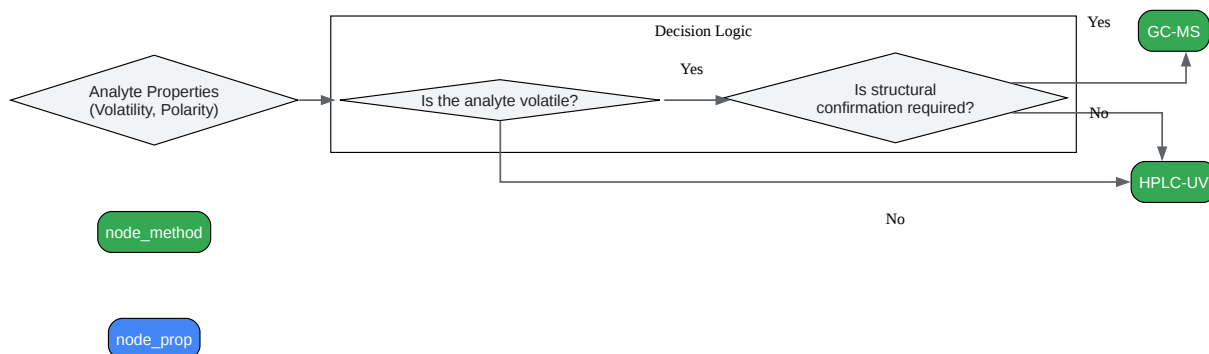 Decision Logic
Yes
GC-MS
Analyte Properties
(Volatility, Polarity)
Is the analyte volatile?
Yes
Is structural
confirmation required?
No
HPLC-UV
No
node_method
node_prop